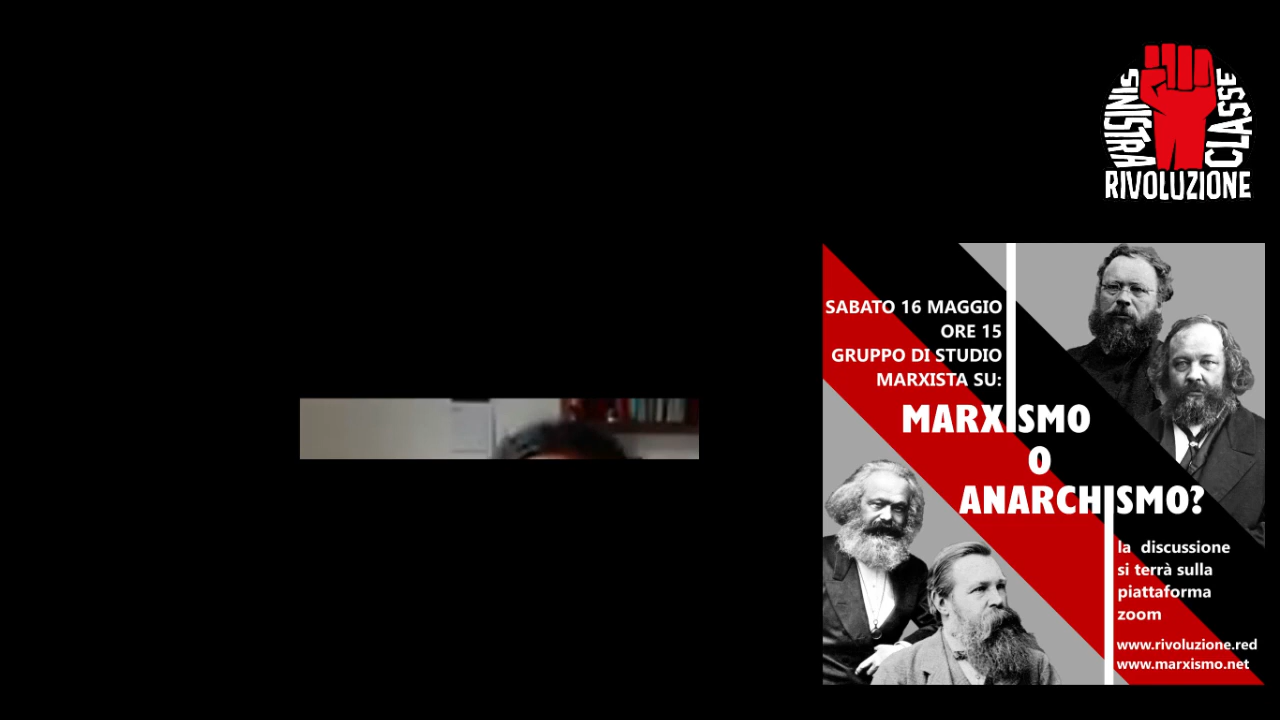 SINISTRA
CLASSE
RIVOLUZIONE
SABATO 16 MAGGIO
ORE 15
GRUPPO DI STUDIO
MARXISTA SU:
MARXISMO
O
ANARCHISMO?
la discussione
si terrà sulla
piattaforma
zoom
www.rivoluzione.red
www.marxismo.net